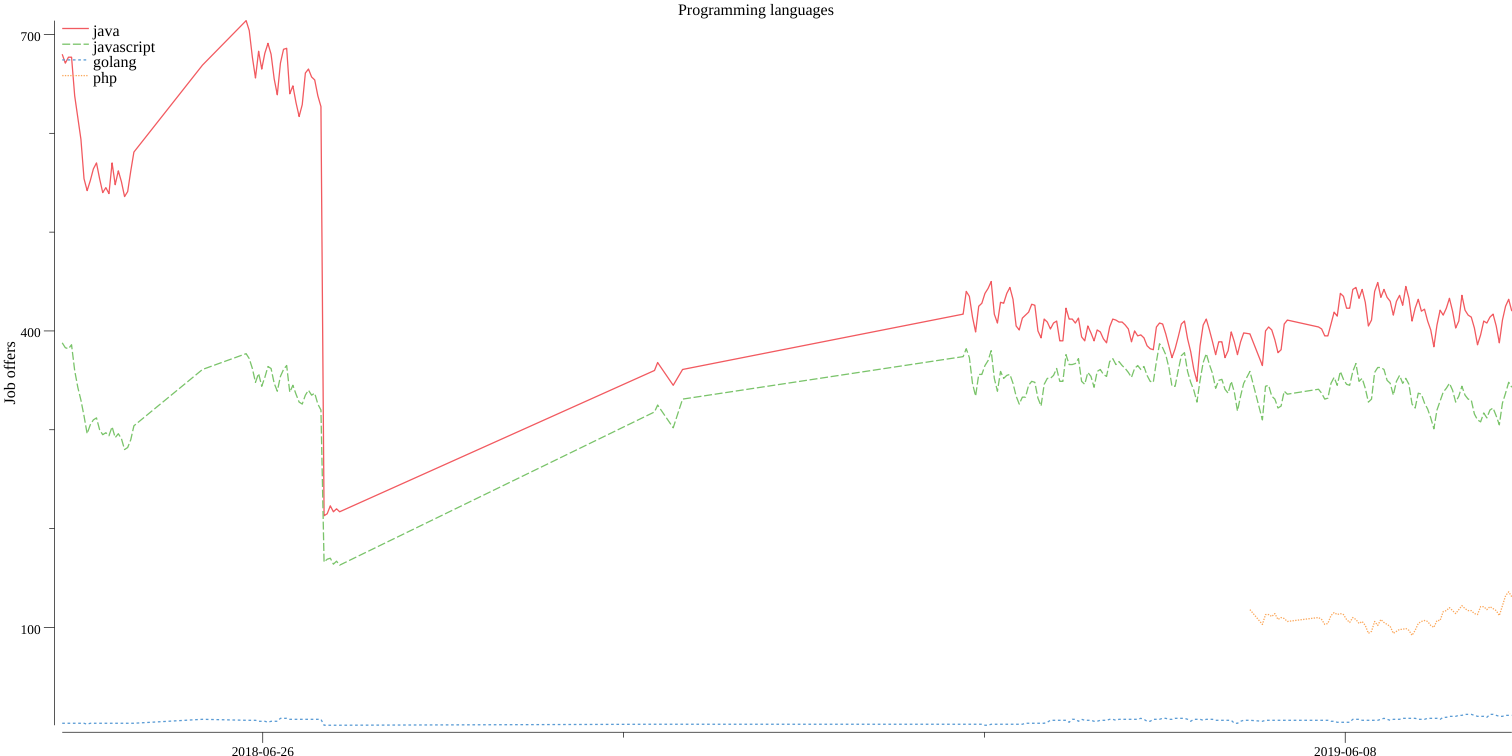 Programming languages
java
javascript
golang
php
700
400
100
Job offers
2018-06-26
2019-06-08